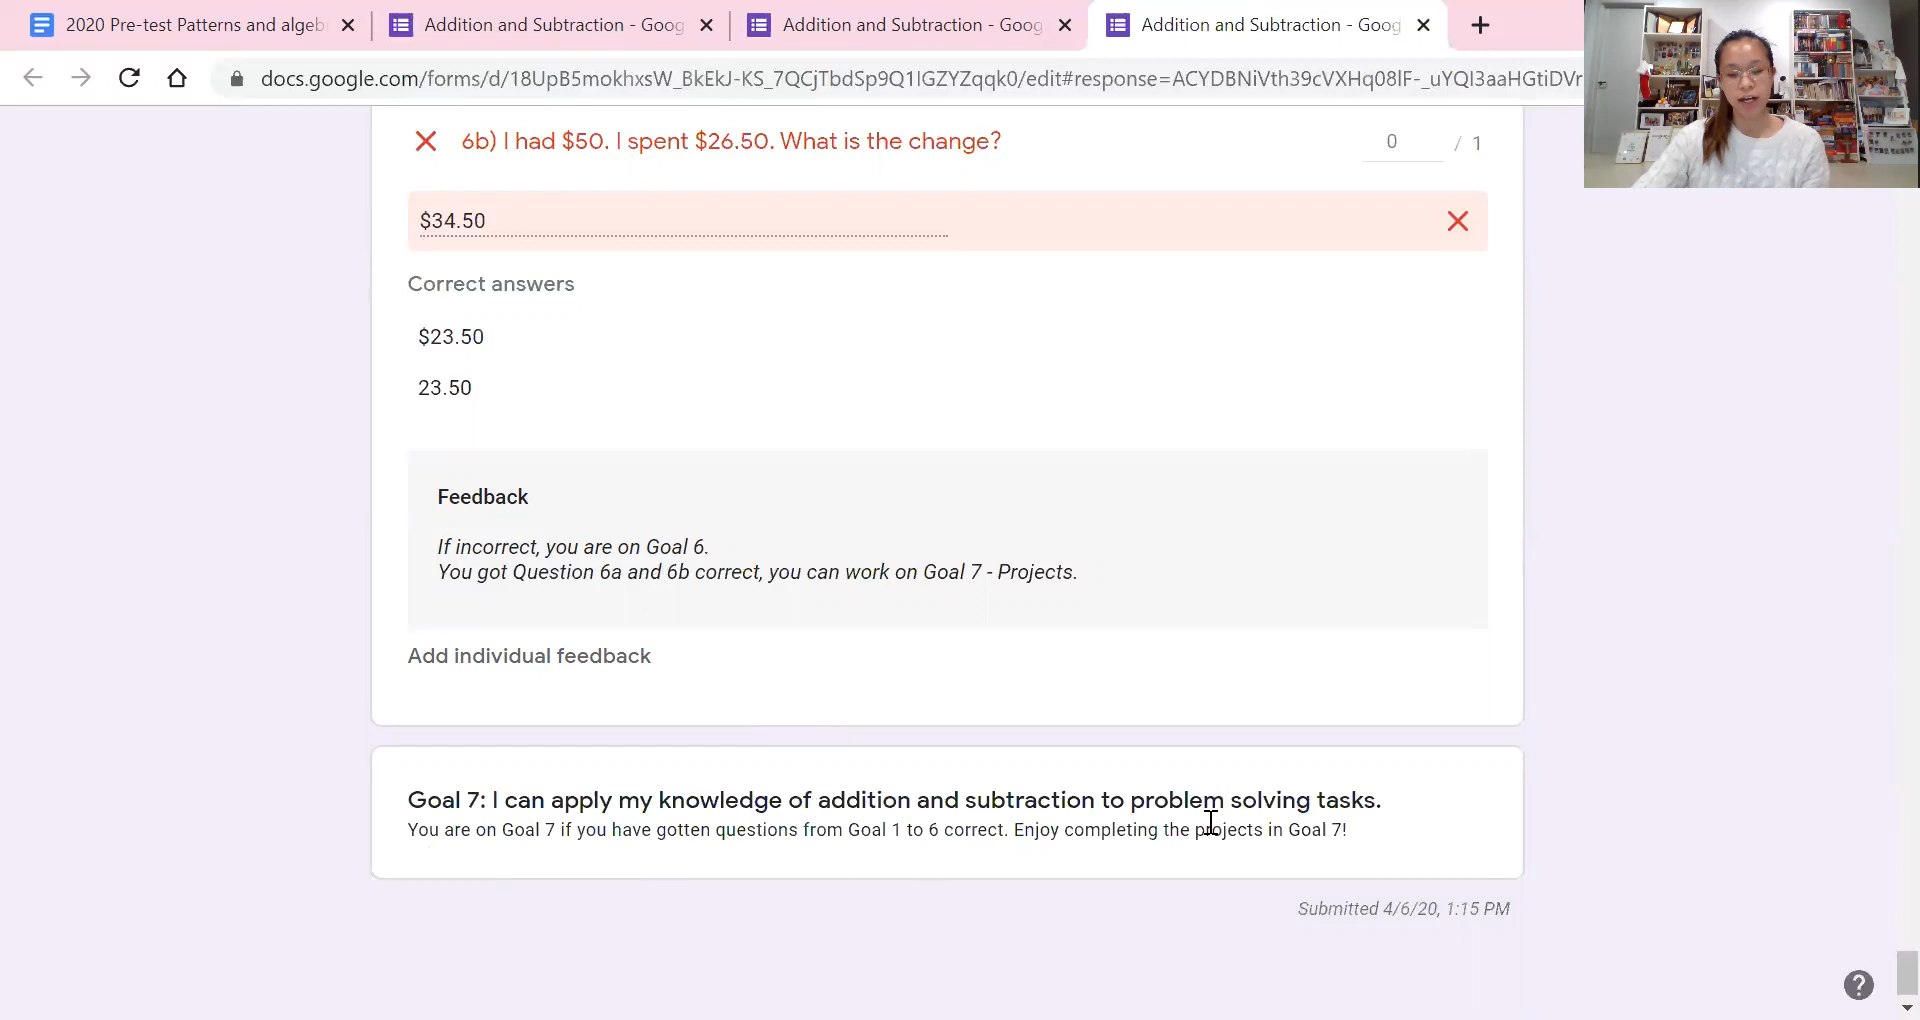 2020 Pre-test Patterns and algeb
Addition and Subtraction - Goog
Addition and Subtraction - Goog
Addition and Subtraction - Goog
docs.google.com/forms/d/18UpB5mokhxsW_BkEkJ-KS_7QCjTbdSp9Q1IGZYZqqk0/edit#response=ACYDBNiVth39cVXHq08lF-_uYQI3aaHGtiDVr
6b) I had $50. I spent $26.50. What is the change?
0 / 1
$34.50
Correct answers
$23.50
23.50
Feedback
If incorrect, you are on Goal 6.
You got Question 6a and 6b correct, you can work on Goal 7 - Projects.
Add individual feedback
Goal 7: I can apply my knowledge of addition and subtraction to problem solving tasks.
You are on Goal 7 if you have gotten questions from Goal 1 to 6 correct. Enjoy completing the projects in Goal 7!
Submitted 4/6/20, 1:15 PM